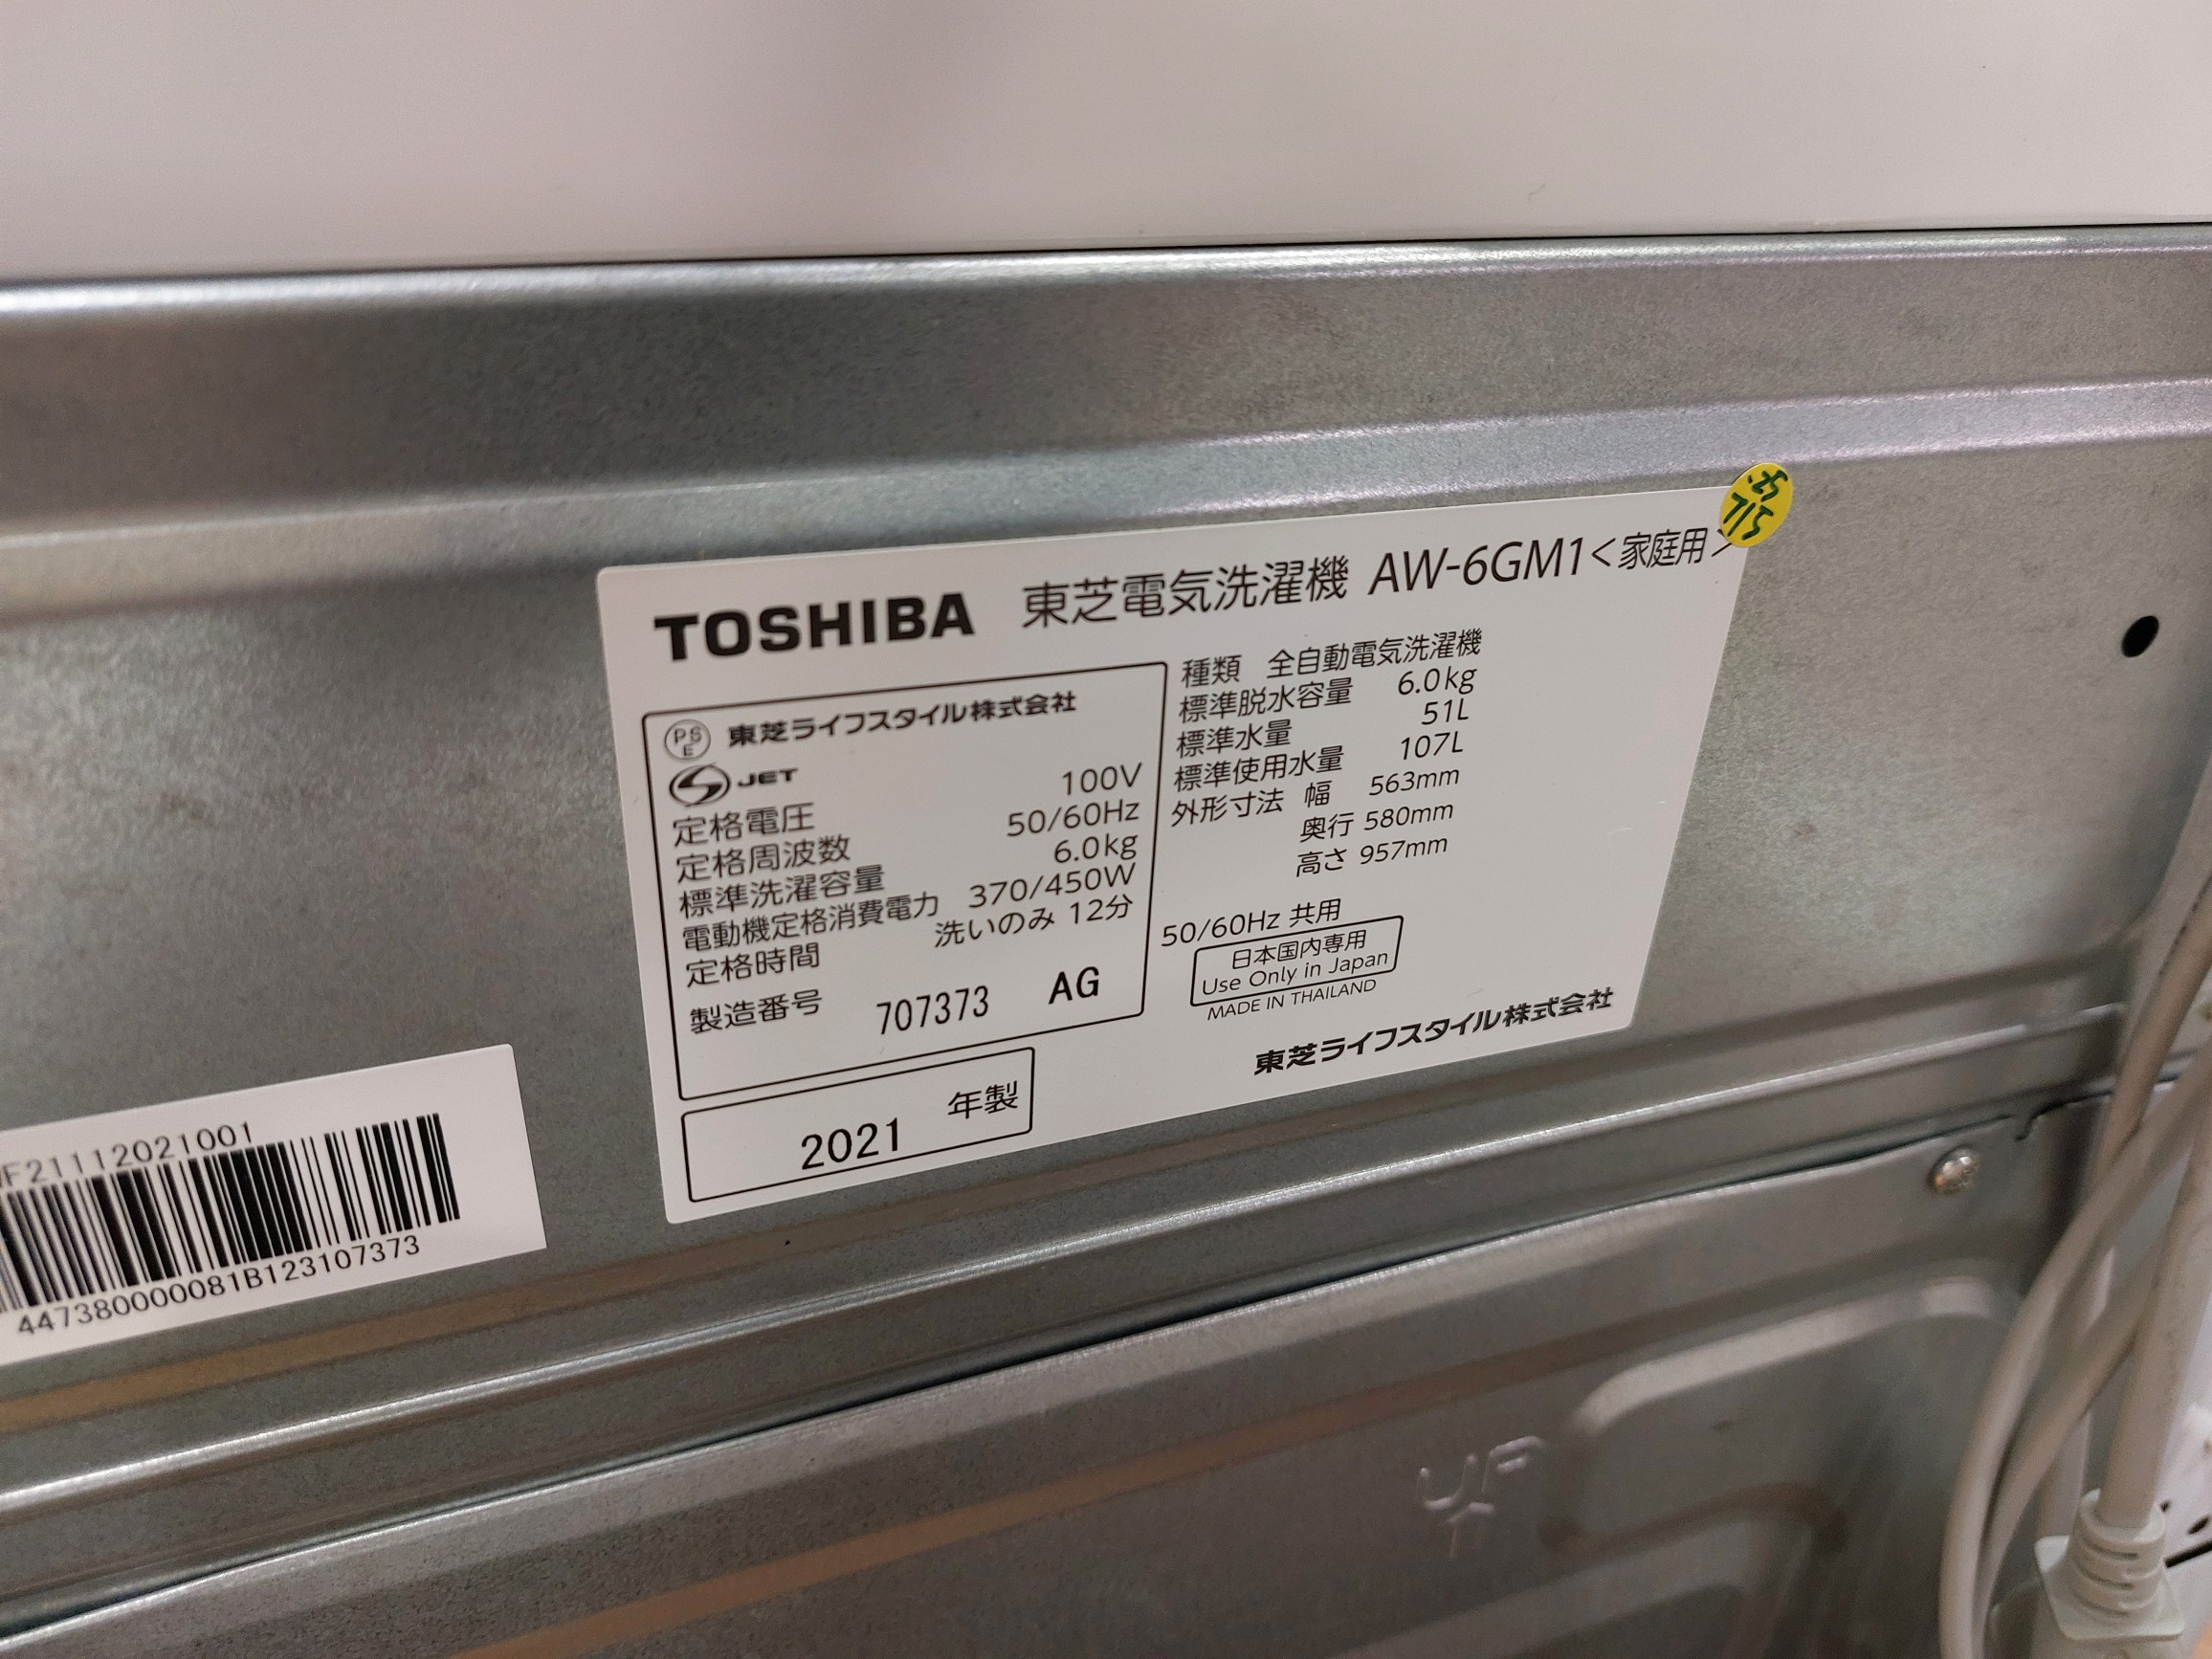 TOSHIBA 東芝電気洗濯機 AW-6GM1<家庭用>
PSE 東芝ライフスタイル株式会社
JET
定格電圧 100V
定格周波数 50/60Hz
標準洗濯容量 6.0kg
電動機定格消費電力 370/450W
定格時間 洗いのみ 12分
製造番号 707373 AG
2021 年製
種類 全自動電気洗濯機
標準脱水容量 6.0kg
標準水量 51L
標準使用水量 107L
外形寸法 幅 563mm
奥行 580mm
高さ 957mm
50/60Hz 共用
日本国内専用
Use Only in Japan
MADE IN THAILAND
東芝ライフスタイル株式会社
F21112021001
4473800000081B123107373
7/15